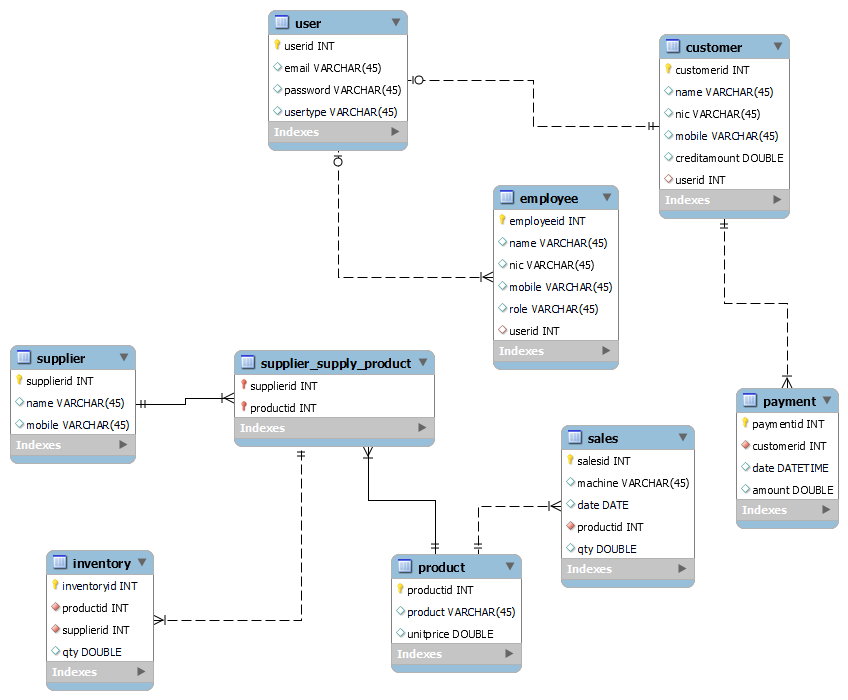 user
userid INT
email VARCHAR(45)
password VARCHAR(45)
usertype VARCHAR(45)
Indexes
customer
customerid INT
name VARCHAR(45)
nic VARCHAR(45)
mobile VARCHAR(45)
creditamount DOUBLE
userid INT
Indexes
employee
employeeid INT
name VARCHAR(45)
nic VARCHAR(45)
mobile VARCHAR(45)
role VARCHAR(45)
userid INT
Indexes
supplier
supplierid INT
name VARCHAR(45)
mobile VARCHAR(45)
Indexes
supplier_supply_product
supplierid INT
productid INT
Indexes
payment
paymentid INT
customerid INT
date DATETIME
amount DOUBLE
Indexes
sales
salesid INT
machine VARCHAR(45)
date DATE
productid INT
qty DOUBLE
Indexes
inventory
inventoryid INT
productid INT
supplierid INT
qty DOUBLE
Indexes
product
productid INT
product VARCHAR(45)
unitprice DOUBLE
Indexes